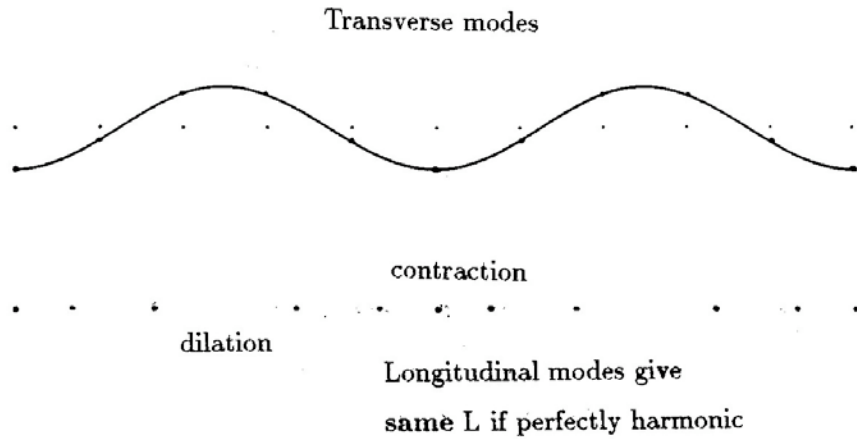 Transverse modes
contraction
dilation
Longitudinal modes give
same L if perfectly harmonic